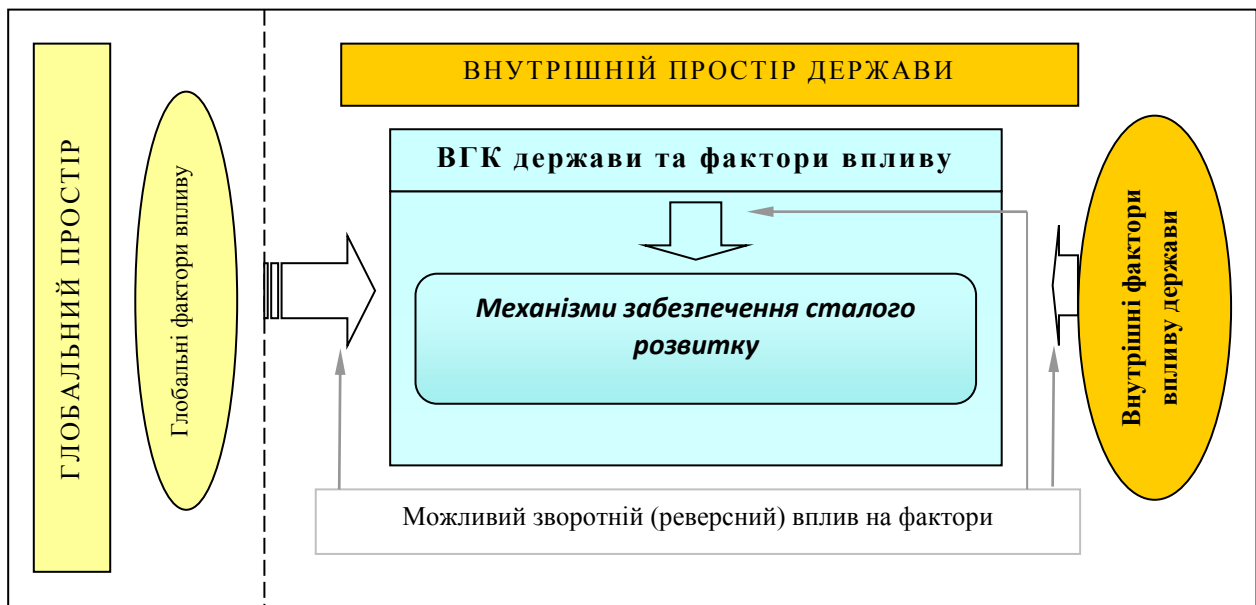 ГЛОБАЛЬНИЙ ПРОСТІР
Глобальні фактори впливу
ВНУТРІШНІЙ ПРОСТІР ДЕРЖАВИ
ВГК держави та фактори впливу
Механізми забезпечення сталого
розвитку
Внутрішні фактори
впливу держави
Можливий зворотній (реверсний) вплив на фактори